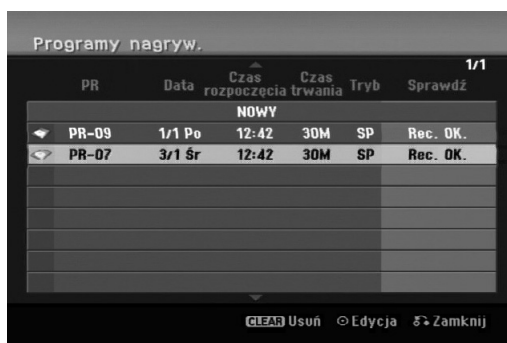 Programy nagryw.
1/1
PR Data Czas rozpoczęcia Czas trwania Tryb Sprawdź
NOWY
PR-09 1/1 Po 12:42 30M SP Rec. OK.
PR-07 3/1 Śr 12:42 30M SP Rec. OK.
CLEAR Usuń Edycja Zamknij